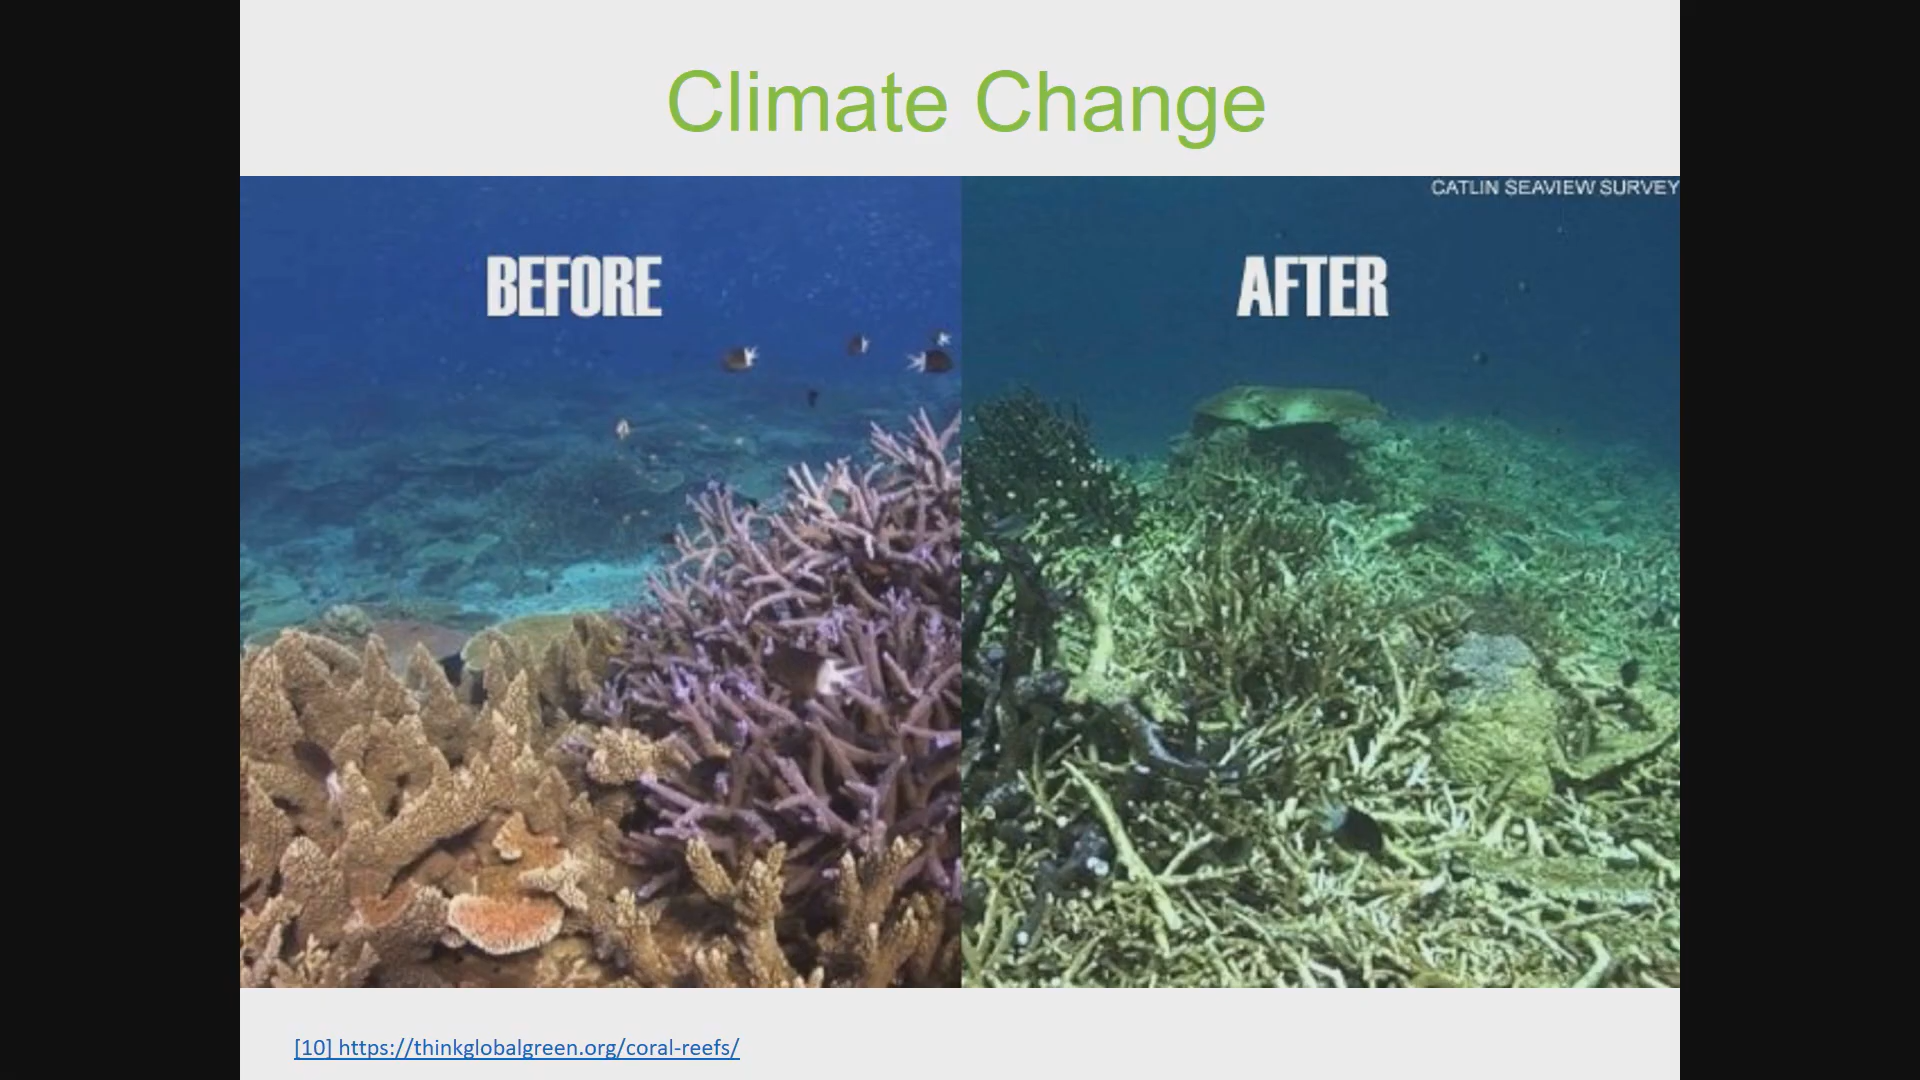 Climate Change
CATLIN SEAVIEW SURVEY
BEFORE
AFTER
[10] https://thinkglobalgreen.org/coral-reefs/